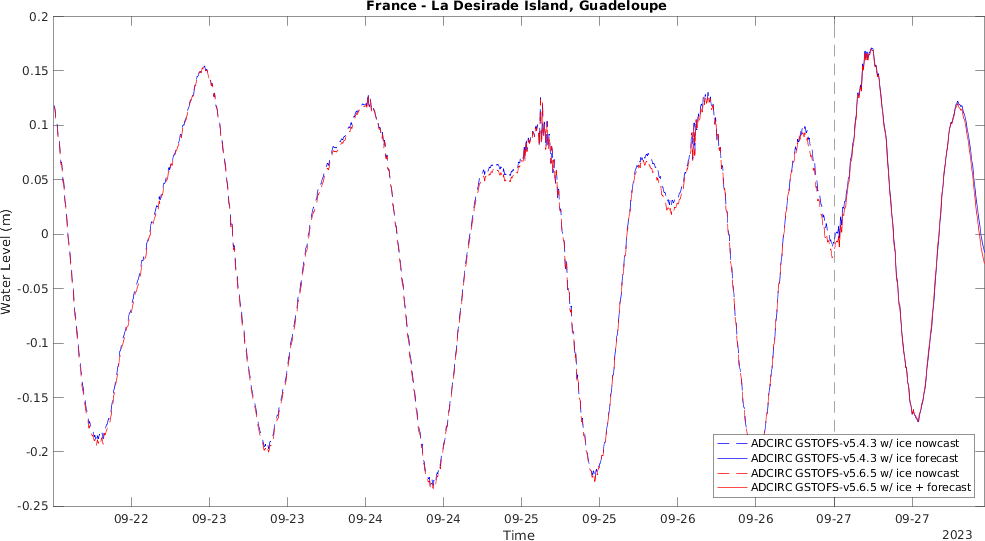 France - La Desirade Island, Guadeloupe
0.2
0.15
0.1
0.05
0
-0.05
-0.1
-0.15
-0.2
-0.25
Water Level (m)
ADCIRC GSTOFS-v5.4.3 w/ ice nowcast
ADCIRC GSTOFS-v5.4.3 w/ ice forecast
ADCIRC GSTOFS-v5.6.5 w/ ice nowcast
ADCIRC GSTOFS-v5.6.5 w/ ice + forecast
09-22 09-23 09-23 09-24 09-24 09-25 09-25 09-26 09-26 09-27 09-27
Time
2023